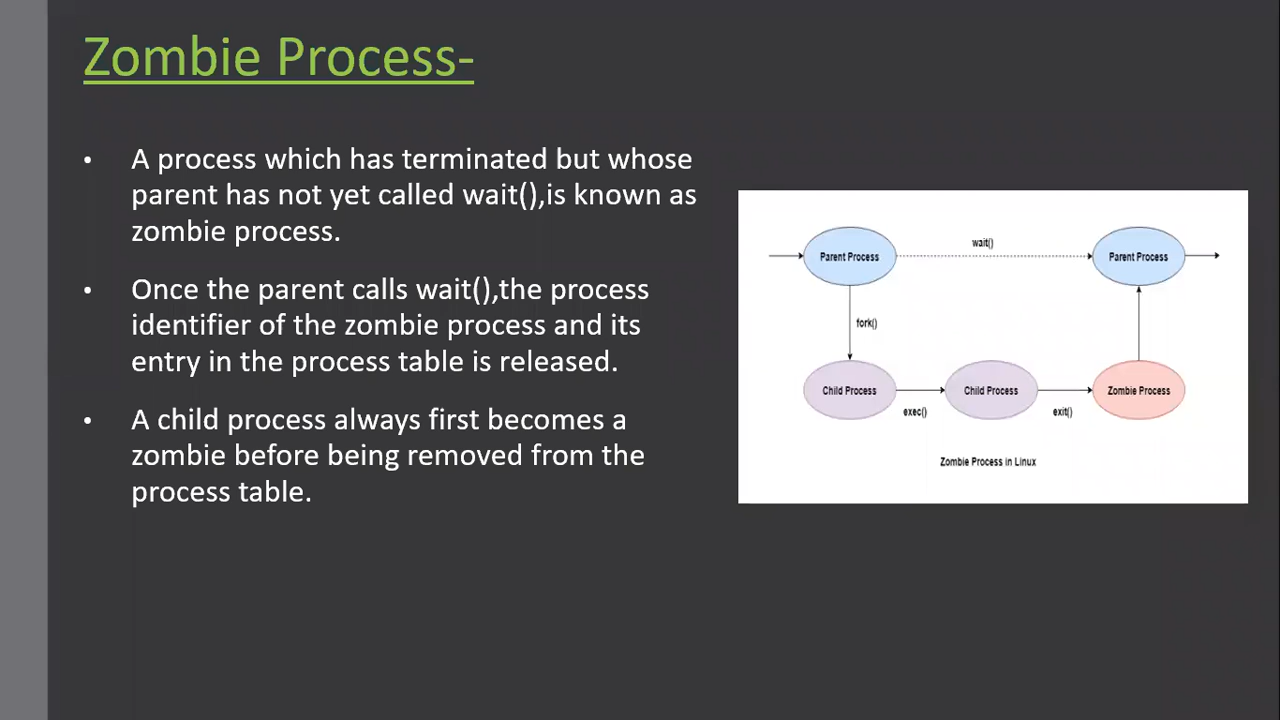 Zombie Process-
• A process which has terminated but whose
parent has not yet called wait(),is known as
zombie process.
• Once the parent calls wait(),the process
identifier of the zombie process and its
entry in the process table is released.
• A child process always first becomes a
zombie before being removed from the
process table.
wait()
Parent Process
Parent Process
fork()
Child Process
Child Process
Zombie Process
exec()
exit()
Zombie Process in Linux